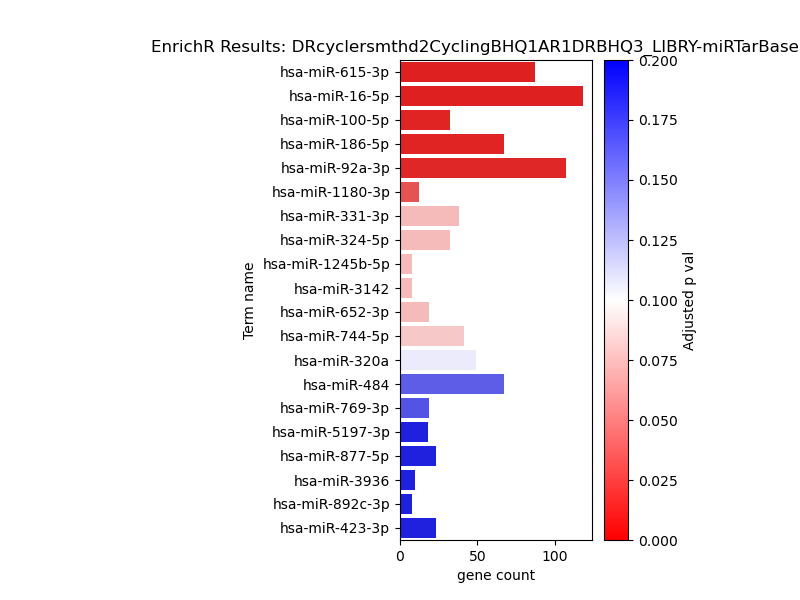 EnrichR Results: DRcyclersmthd2CyclingBHQ1AR1DRBHQ3_LIBRY-miRTarBase
hsa-miR-615-3p
hsa-miR-16-5p
hsa-miR-100-5p
hsa-miR-186-5p
hsa-miR-92a-3p
hsa-miR-1180-3p
hsa-miR-331-3p
hsa-miR-324-5p
hsa-miR-1245b-5p
hsa-miR-3142
hsa-miR-652-3p
hsa-miR-744-5p
hsa-miR-320a
hsa-miR-484
hsa-miR-769-3p
hsa-miR-5197-3p
hsa-miR-877-5p
hsa-miR-3936
hsa-miR-892c-3p
hsa-miR-423-3p
Term name
0 50 100
gene count
0.200
0.175
0.150
0.125
0.100
0.075
0.050
0.025
0.000
Adjusted p val